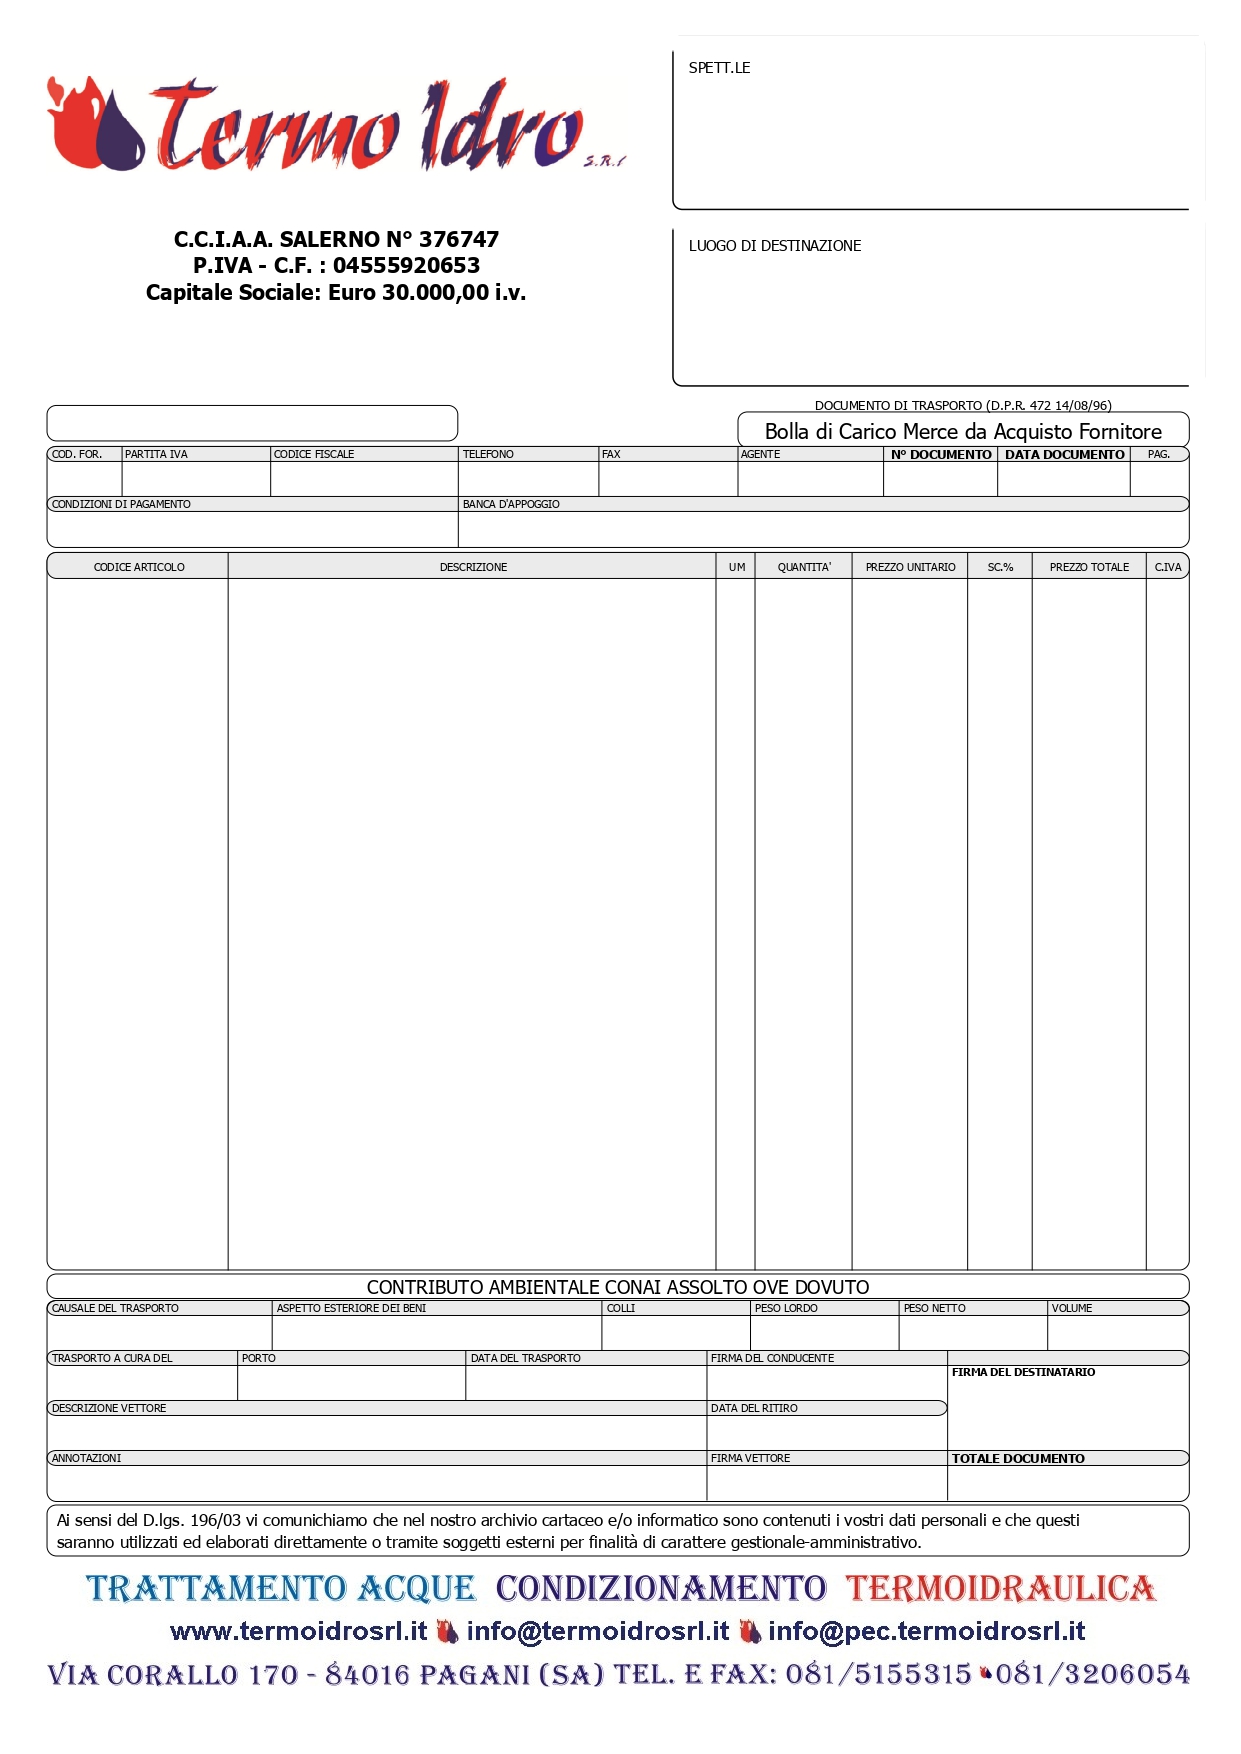 Termo Idro S.R.l
C.C.I.A.A. SALERNO N° 376747
P.IVA - C.F. : 04555920653
Capitale Sociale: Euro 30.000,00 i.v.
SPETT.LE
LUOGO DI DESTINAZIONE
DOCUMENTO DI TRASPORTO (D.P.R. 472 14/08/96)
Bolla di Carico Merce da Acquisto Fornitore
COD. FOR. PARTITA IVA CODICE FISCALE TELEFONO FAX AGENTE N° DOCUMENTO DATA DOCUMENTO PAG.
CONDIZIONI DI PAGAMENTO BANCA D'APPOGGIO
CODICE ARTICOLO DESCRIZIONE UM QUANTITA' PREZZO UNITARIO SC.% PREZZO TOTALE C.IVA
CONTRIBUTO AMBIENTALE CONAI ASSOLTO OVE DOVUTO
CAUSALE DEL TRASPORTO ASPETTO ESTERIORE DEI BENI COLLI PESO LORDO PESO NETTO VOLUME
TRASPORTO A CURA DEL PORTO DATA DEL TRASPORTO FIRMA DEL CONDUCENTE
FIRMA DEL DESTINATARIO
DESCRIZIONE VETTORE DATA DEL RITIRO
ANNOTAZIONI FIRMA VETTORE TOTALE DOCUMENTO
Ai sensi del D.lgs. 196/03 vi comunichiamo che nel nostro archivio cartaceo e/o informatico sono contenuti i vostri dati personali e che questi
saranno utilizzati ed elaborati direttamente o tramite soggetti esterni per finalità di carattere gestionale-amministrativo.
TRATTAMENTO ACQUE CONDIZIONAMENTO TERMOIDRAULICA
www.termoidrosrl.it info@termoidrosrl.it info@pec.termoidrosrl.it
VIA CORALLO 170 - 84016 PAGANI (SA) TEL. E FAX: 081/5155315 081/3206054